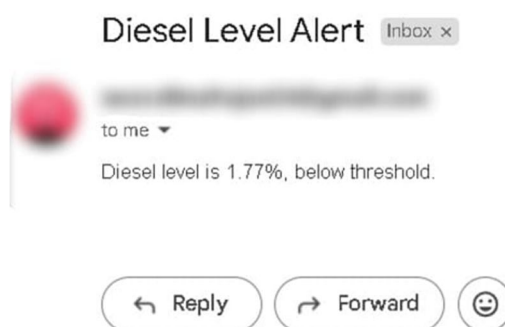 Diesel Level Alert Inbox ×
to me
Diesel level is 1.77%, below threshold.
Reply Forward